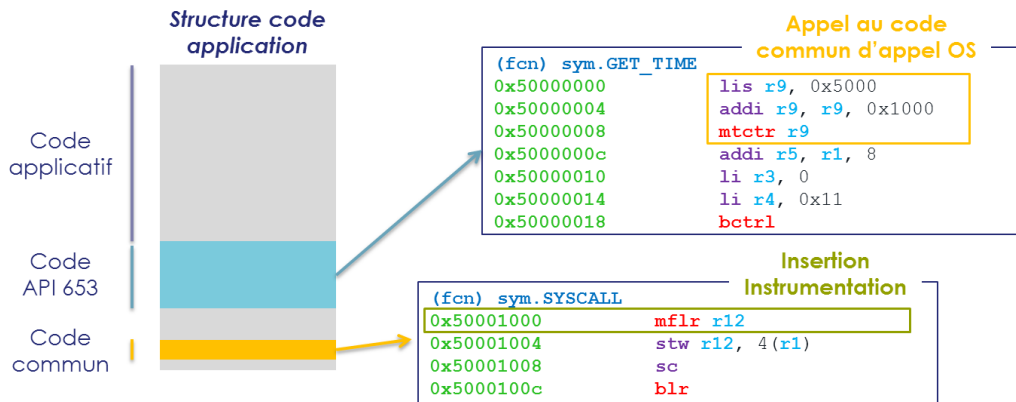 Structure code
application
Code
applicatif
Code
API 653
Code
commun
Appel au code
commun d’appel OS
(fcn) sym.GET_TIME
0x50000000 lis r9, 0x5000
0x50000004 addi r9, r9, 0x1000
0x50000008 mtctr r9
0x5000000c addi r5, r1, 8
0x50000010 li r3, 0
0x50000014 li r4, 0x11
0x50000018 bctrl
Insertion
Instrumentation
(fcn) sym.SYSCALL
0x50001000 mflr r12
0x50001004 stw r12, 4(r1)
0x50001008 sc
0x5000100c blr